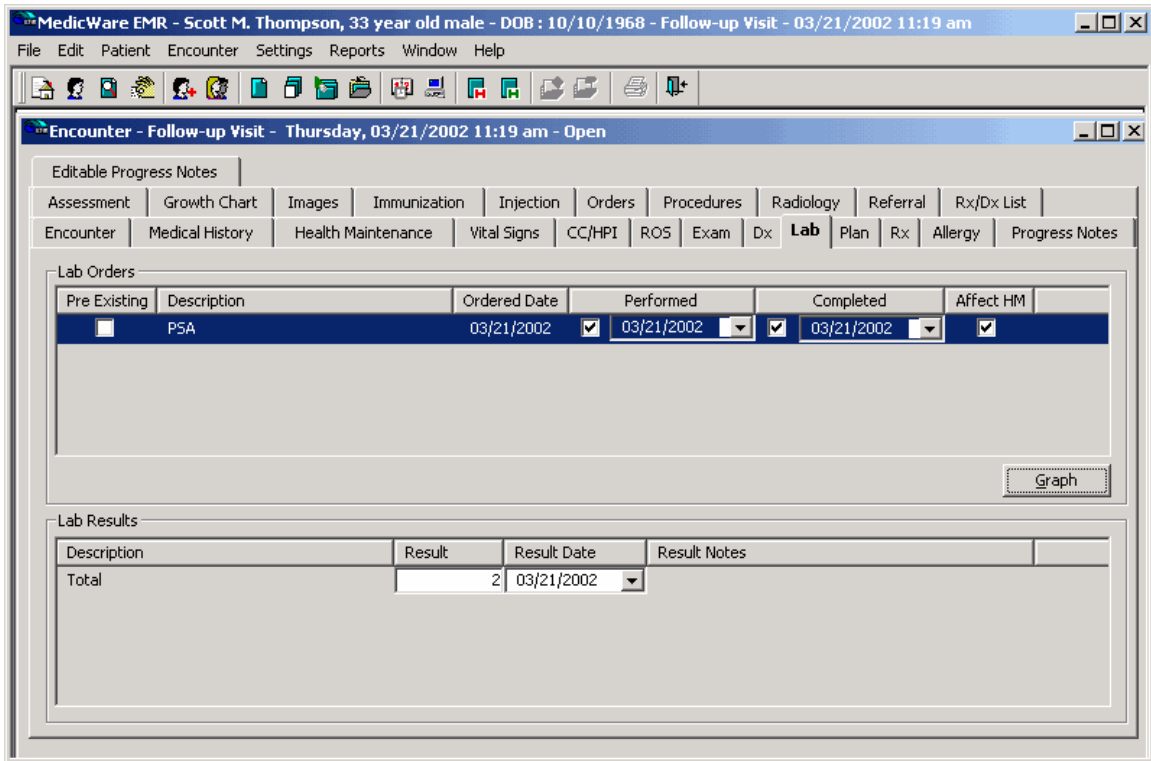 MedicWare EMR - Scott M. Thompson, 33 year old male - DOB : 10/10/1968 - Follow-up Visit - 03/21/2002 11:19 am
File Edit Patient Encounter Settings Reports Window Help
Encounter - Follow-up Visit - Thursday, 03/21/2002 11:19 am - Open
Editable Progress Notes
Assessment Growth Chart Images Immunization Injection Orders Procedures Radiology Referral Rx/Dx List
Encounter Medical History Health Maintenance Vital Signs CC/HPI ROS Exam Dx Lab Plan Rx Allergy Progress Notes
Lab Orders
Pre Existing Description Ordered Date Performed Completed Affect HM
PSA 03/21/2002 03/21/2002 03/21/2002
Graph
Lab Results
Description Result Result Date Result Notes
Total 2 03/21/2002